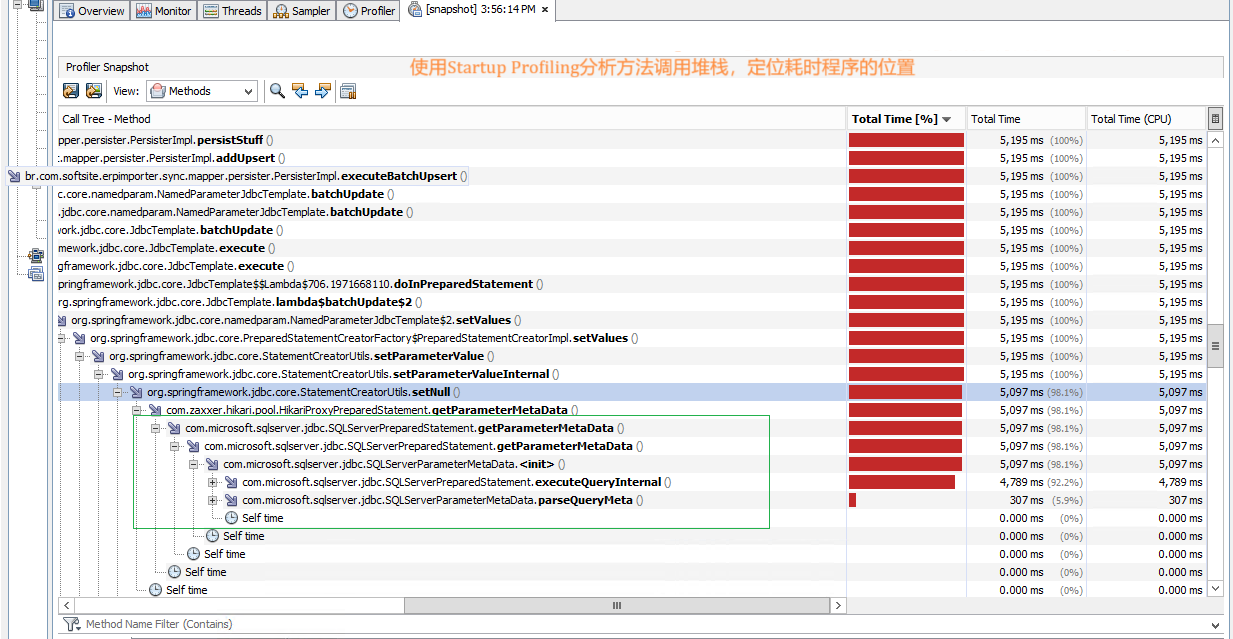 Overview Monitor Threads Sampler Profiler [snapshot] 3:56:14 PM ×
Profiler Snapshot
使用Startup Profiling分析方法调用堆栈，定位耗时程序的位置
View: Methods
Call Tree - Method Total Time [%] Total Time Total Time (CPU)
pper.persister.PersisterImpl.persistStuff () 5,195 ms (100%) 5,195 ms
:.mapper.persister.PersisterImpl.addUpsert () 5,195 ms (100%) 5,195 ms
br.com.softsite.erpimporter.sync.mapper.persister.PersisterImpl.executeBatchUpsert () 5,195 ms (100%) 5,195 ms
c.core.namedparam.NamedParameterJdbcTemplate.batchUpdate () 5,195 ms (100%) 5,195 ms
.jdbc.core.namedparam.NamedParameterJdbcTemplate.batchUpdate () 5,195 ms (100%) 5,195 ms
work.jdbc.core.JdbcTemplate.batchUpdate () 5,195 ms (100%) 5,195 ms
mework.jdbc.core.JdbcTemplate.execute () 5,195 ms (100%) 5,195 ms
gframework.jdbc.core.JdbcTemplate.execute () 5,195 ms (100%) 5,195 ms
pringframework.jdbc.core.JdbcTemplate$$Lambda$706.1971668110.doInPreparedStatement () 5,195 ms (100%) 5,195 ms
rg.springframework.jdbc.core.JdbcTemplate.lambda$batchUpdate$2 () 5,195 ms (100%) 5,195 ms
org.springframework.jdbc.core.namedparam.NamedParameterJdbcTemplate$2.setValues () 5,195 ms (100%) 5,195 ms
org.springframework.jdbc.core.PreparedStatementCreatorFactory$PreparedStatementCreatorImpl.setValues () 5,195 ms (100%) 5,195 ms
org.springframework.jdbc.core.StatementCreatorUtils.setParameterValue () 5,195 ms (100%) 5,195 ms
org.springframework.jdbc.core.StatementCreatorUtils.setParameterValueInternal () 5,195 ms (100%) 5,195 ms
org.springframework.jdbc.core.StatementCreatorUtils.setNull () 5,097 ms (98.1%) 5,097 ms
com.zaxxer.hikari.pool.HikariProxyPreparedStatement.getParameterMetaData () 5,097 ms (98.1%) 5,097 ms
com.microsoft.sqlserver.jdbc.SQLServerPreparedStatement.getParameterMetaData () 5,097 ms (98.1%) 5,097 ms
com.microsoft.sqlserver.jdbc.SQLServerPreparedStatement.getParameterMetaData () 5,097 ms (98.1%) 5,097 ms
com.microsoft.sqlserver.jdbc.SQLServerParameterMetaData.<init> () 5,097 ms (98.1%) 5,097 ms
com.microsoft.sqlserver.jdbc.SQLServerPreparedStatement.executeQueryInternal () 4,789 ms (92.2%) 4,789 ms
com.microsoft.sqlserver.jdbc.SQLServerParameterMetaData.parseQueryMeta () 307 ms (5.9%) 307 ms
Self time 0.000 ms (0%) 0.000 ms
Self time 0.000 ms (0%) 0.000 ms
Self time 0.000 ms (0%) 0.000 ms
Self time 0.000 ms (0%) 0.000 ms
Self time 0.000 ms (0%) 0.000 ms
Method Name Filter (Contains)